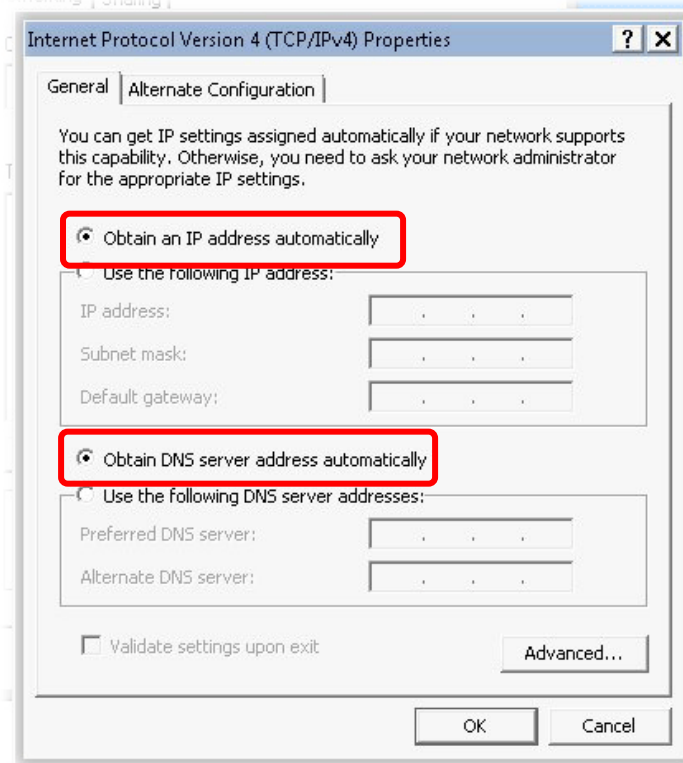 Sharing
Internet Protocol Version 4 (TCP/IPv4) Properties
? X
General
Alternate Configuration
You can get IP settings assigned automatically if your network supports
this capability. Otherwise, you need to ask your network administrator
for the appropriate IP settings.
Obtain an IP address automatically
Use the following IP address:
IP address:
. . .
Subnet mask:
. . .
Default gateway:
. . .
Obtain DNS server address automatically
Use the following DNS server addresses:
Preferred DNS server:
. . .
Alternate DNS server:
. . .
Validate settings upon exit
Advanced...
OK
Cancel